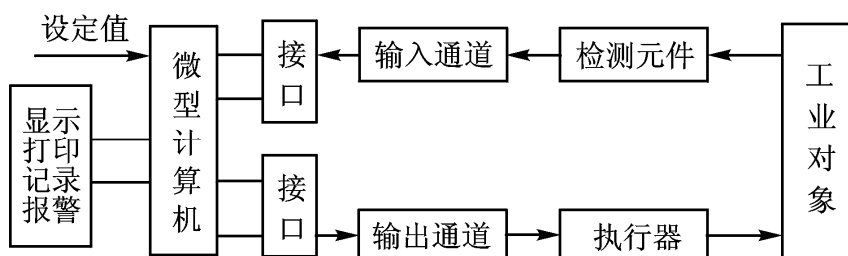 设定值
显示
打印
记录
报警
微型计算机
接口
输入通道
检测元件
工业对象
接口
输出通道
执行器